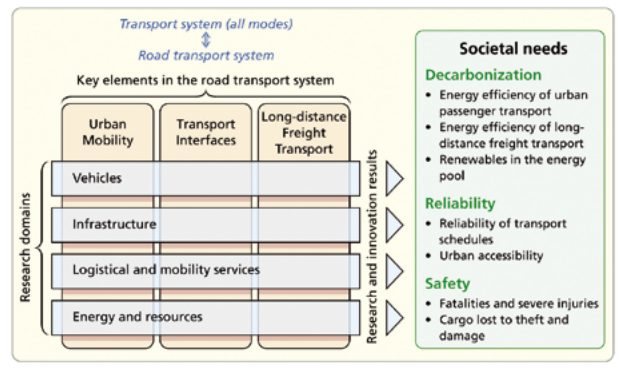 Transport system (all modes)
Road transport system
Key elements in the road transport system
Urban
Mobility
Transport
Interfaces
Long-distance
Freight
Transport
Research domains
Vehicles
Infrastructure
Logistical and mobility services
Energy and resources
Research and innovation results
Societal needs
Decarbonization
• Energy efficiency of urban
passenger transport
• Energy efficiency of long-
distance freight transport
• Renewables in the energy
pool
Reliability
• Reliability of transport
schedules
• Urban accessibility
Safety
• Fatalities and severe injuries
• Cargo lost to theft and
damage